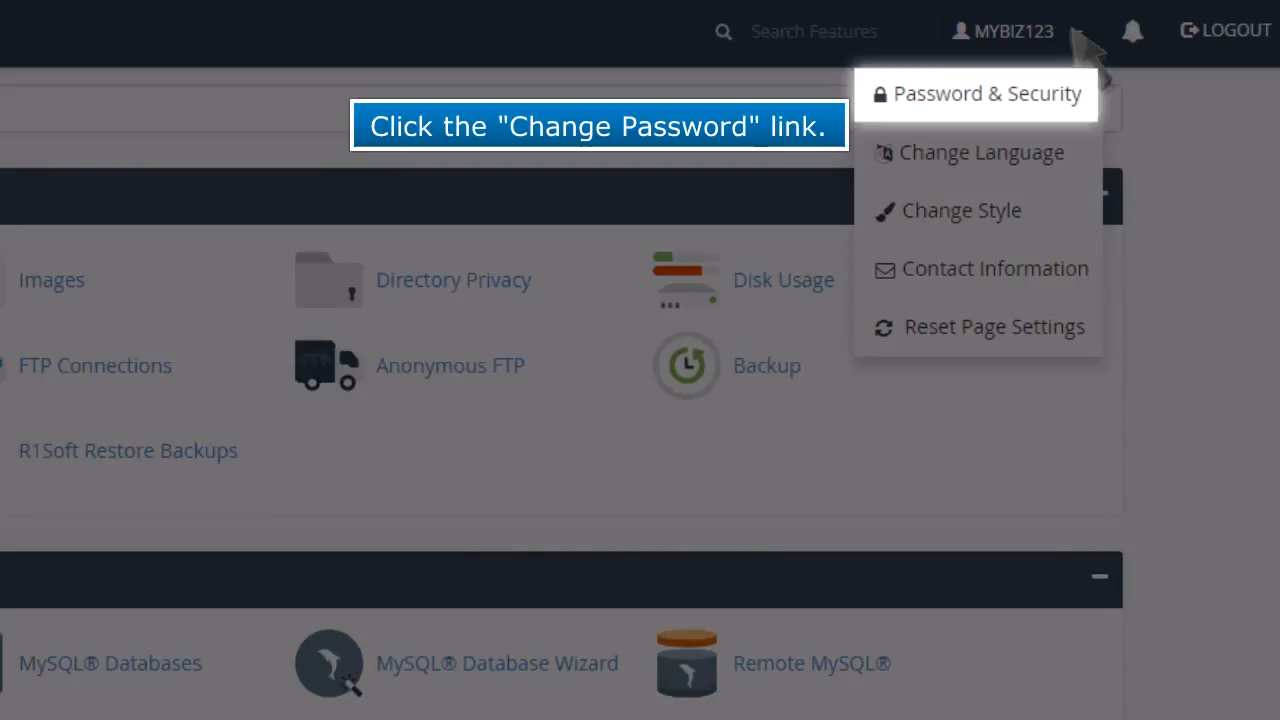 Search Features
MYBIZ123
LOGOUT
Password & Security
Click the "Change Password" link.
Change Language
Change Style
Contact Information
Reset Page Settings
Images
Directory Privacy
Disk Usage
FTP Connections
FTP
Anonymous FTP
Backup
R1Soft Restore Backups
MySQL® Databases
MySQL® Database Wizard
Remote MySQL®